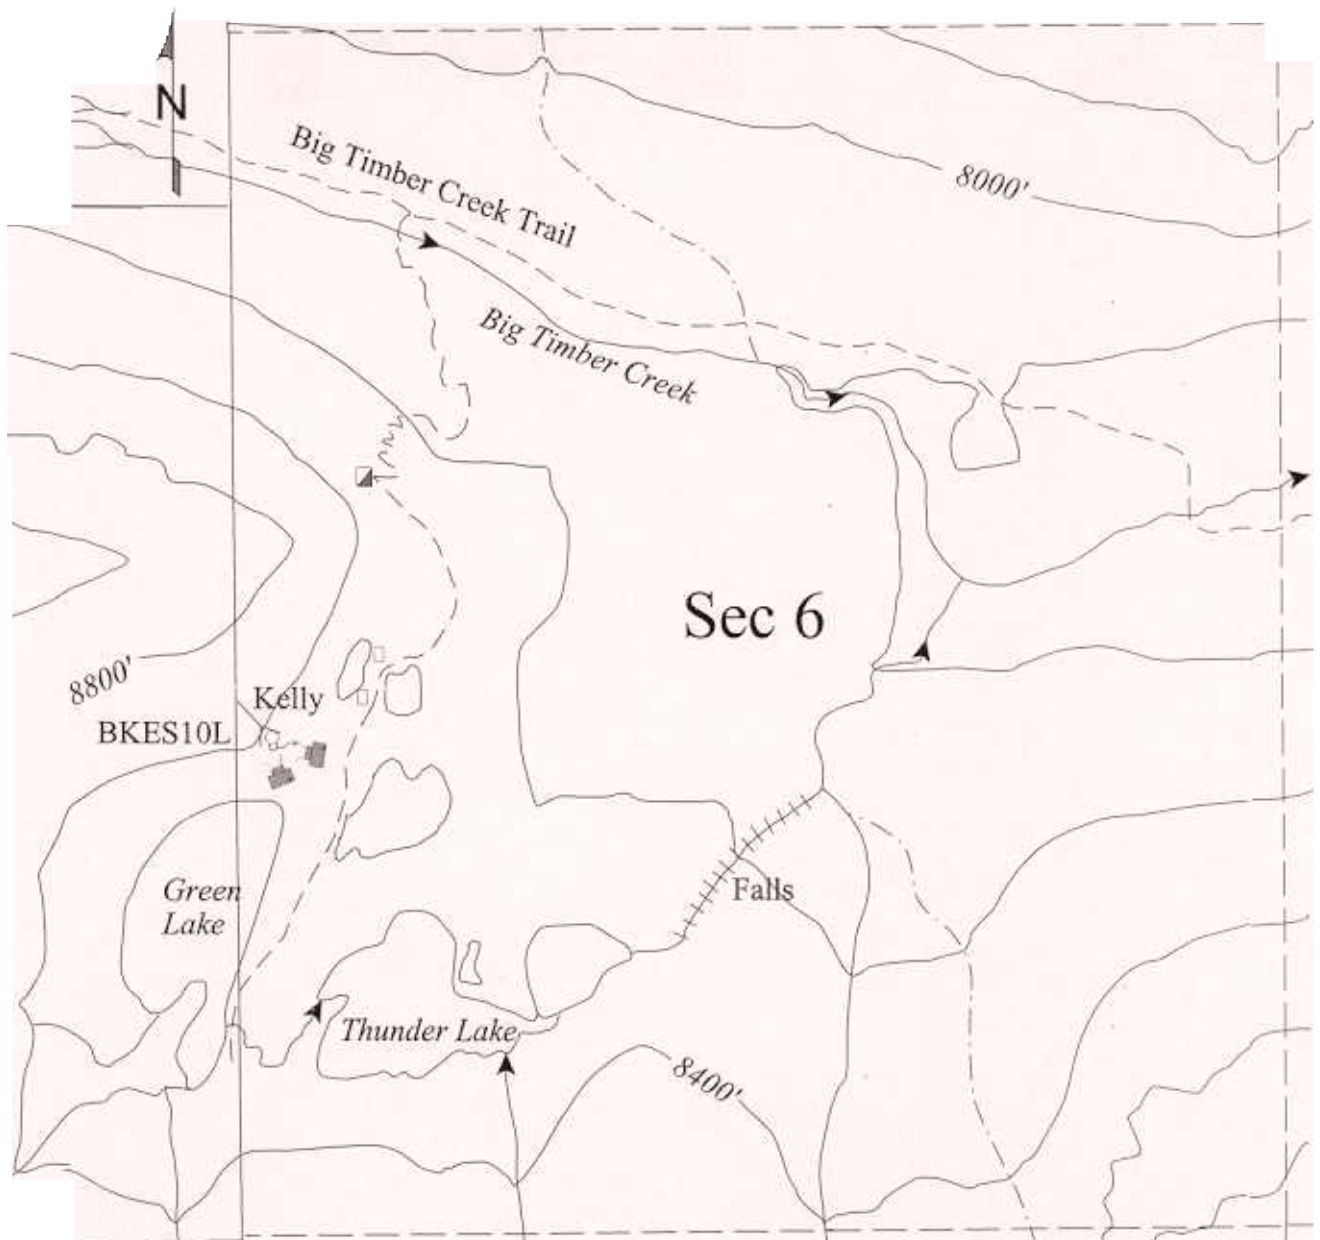 N
Big Timber Creek Trail
8000'
Big Timber Creek
Sec 6
8800'
Kelly
BKES10L
Green
Lake
Falls
Thunder Lake
8400'